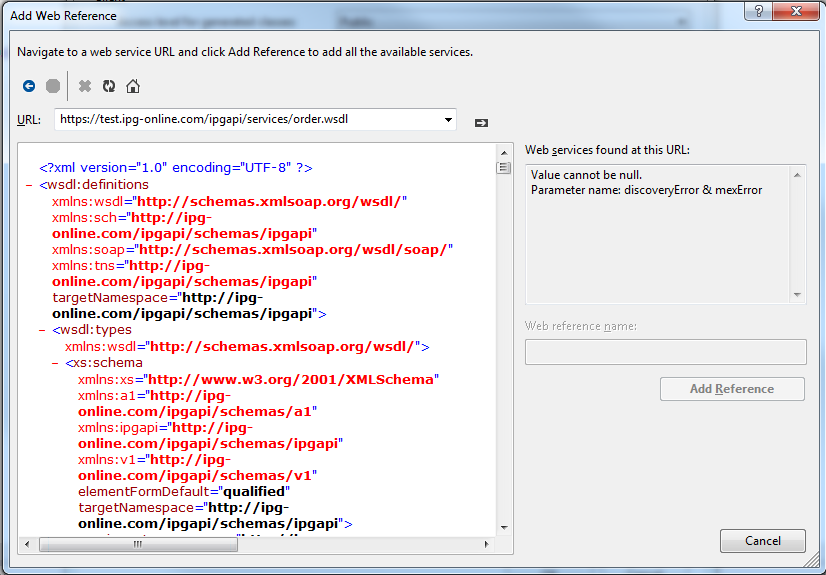 Add Web Reference
Navigate to a web service URL and click Add Reference to add all the available services.
URL:
https://test.ipg-online.com/ipgapi/services/order.wsdl
<?xml version="1.0" encoding="UTF-8" ?>
– <wsdl:definitions
xmlns:wsdl="http://schemas.xmlsoap.org/wsdl/"
xmlns:sch="http://ipg-
online.com/ipgapi/schemas/ipgapi"
xmlns:soap="http://schemas.xmlsoap.org/wsdl/soap/"
xmlns:tns="http://ipg-
online.com/ipgapi/schemas/ipgapi"
targetNamespace="http://ipg-
online.com/ipgapi/schemas/ipgapi">
– <wsdl:types
xmlns:wsdl="http://schemas.xmlsoap.org/wsdl/">
– <xs:schema
xmlns:xs="http://www.w3.org/2001/XMLSchema"
xmlns:a1="http://ipg-
online.com/ipgapi/schemas/a1"
xmlns:ipgapi="http://ipg-
online.com/ipgapi/schemas/ipgapi"
xmlns:v1="http://ipg-
online.com/ipgapi/schemas/v1"
elementFormDefault="qualified"
targetNamespace="http://ipg-
online.com/ipgapi/schemas/ipgapi">
Web services found at this URL:
Value cannot be null.
Parameter name: discoveryError & mexError
Web reference name:
Add Reference
Cancel